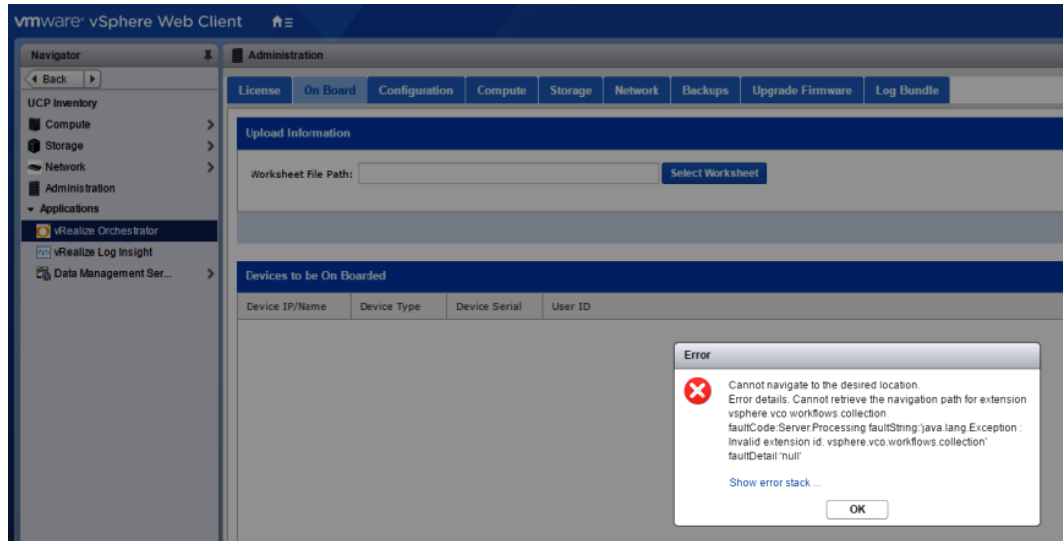 vmware® vSphere Web Client
Navigator
Administration
Back
License On Board Configuration Compute Storage Network Backups Upgrade Firmware Log Bundle
UCP Inventory
Compute
Storage
Network
Administration
Applications
vRealize Orchestrator
vRealize Log Insight
Data Management Ser...
Upload Information
Worksheet File Path: Select Worksheet
Devices to be On Boarded
Device IP/Name Device Type Device Serial User ID
Error
Cannot navigate to the desired location.
Error details: Cannot retrieve the navigation path for extension
vsphere.vco.workflows.collection.
faultCode:Server.Processing faultString:'java.lang.Exception :
Invalid extension id: vsphere.vco.workflows.collection'
faultDetail:'null'
Show error stack ...
OK